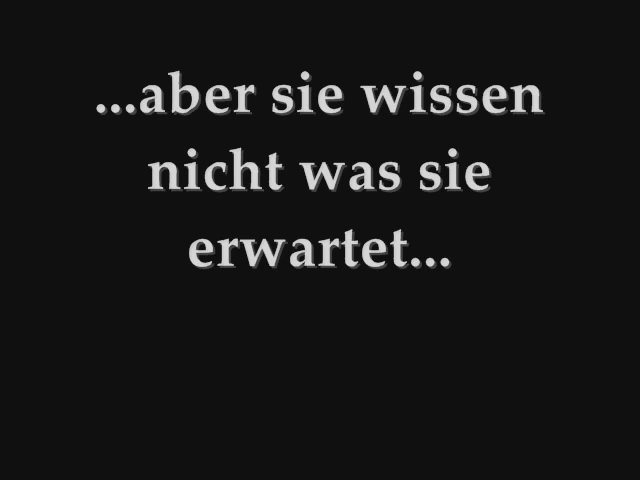 ...aber sie wissen
nicht was sie
erwartet...